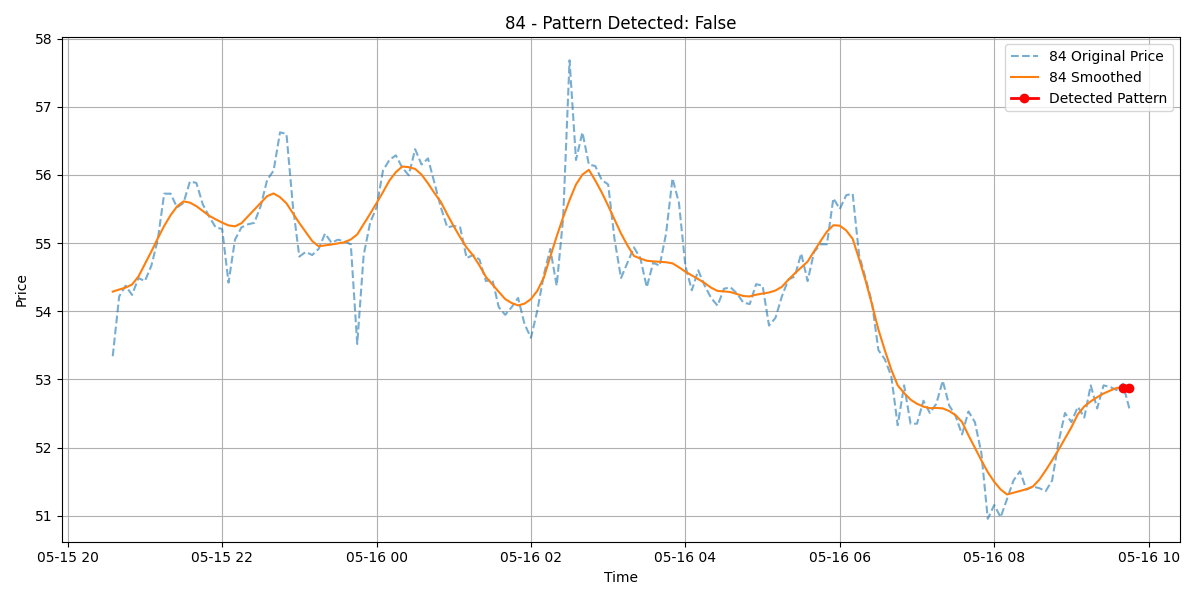 84 - Pattern Detected: False
84 Original Price
84 Smoothed
Detected Pattern
Price
58
57
56
55
54
53
52
51
05-15 20 05-15 22 05-16 00 05-16 02 05-16 04 05-16 06 05-16 08 05-16 10
Time